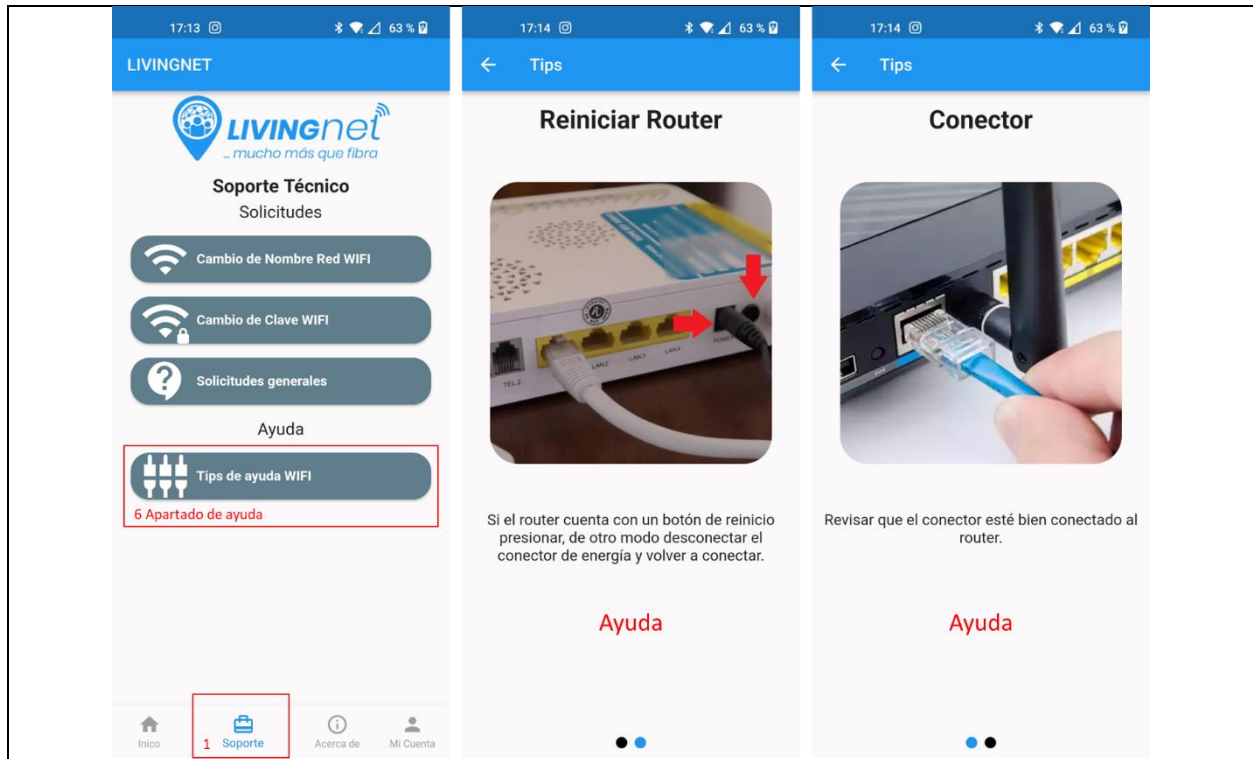 17:13 63 %
LIVINGNET
LIVINGnet
... mucho más que fibra
Soporte Técnico
Solicitudes
Cambio de Nombre Red WIFI
Cambio de Clave WIFI
Solicitudes generales
Ayuda
Tips de ayuda WIFI
6 Apartado de ayuda
Inico
1 Soporte
Acerca de
Mi Cuenta
17:14 63 %
Tips
Reiniciar Router
TEL2
LAN2
LAN3
LAN4
POWER
Si el router cuenta con un botón de reinicio
presionar, de otro modo desconectar el
conector de energía y volver a conectar.
Ayuda
17:14 63 %
Tips
Conector
Revisar que el conector esté bien conectado al
router.
Ayuda